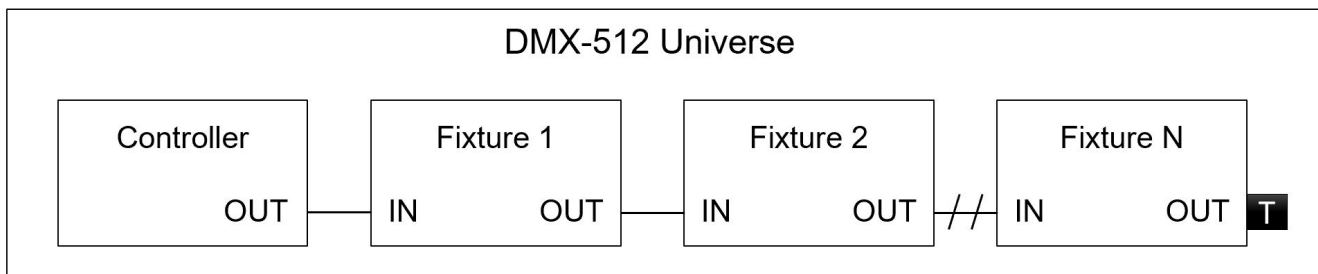 DMX-512 Universe
Controller Fixture 1 Fixture 2 Fixture N
OUT IN OUT IN OUT IN OUT T